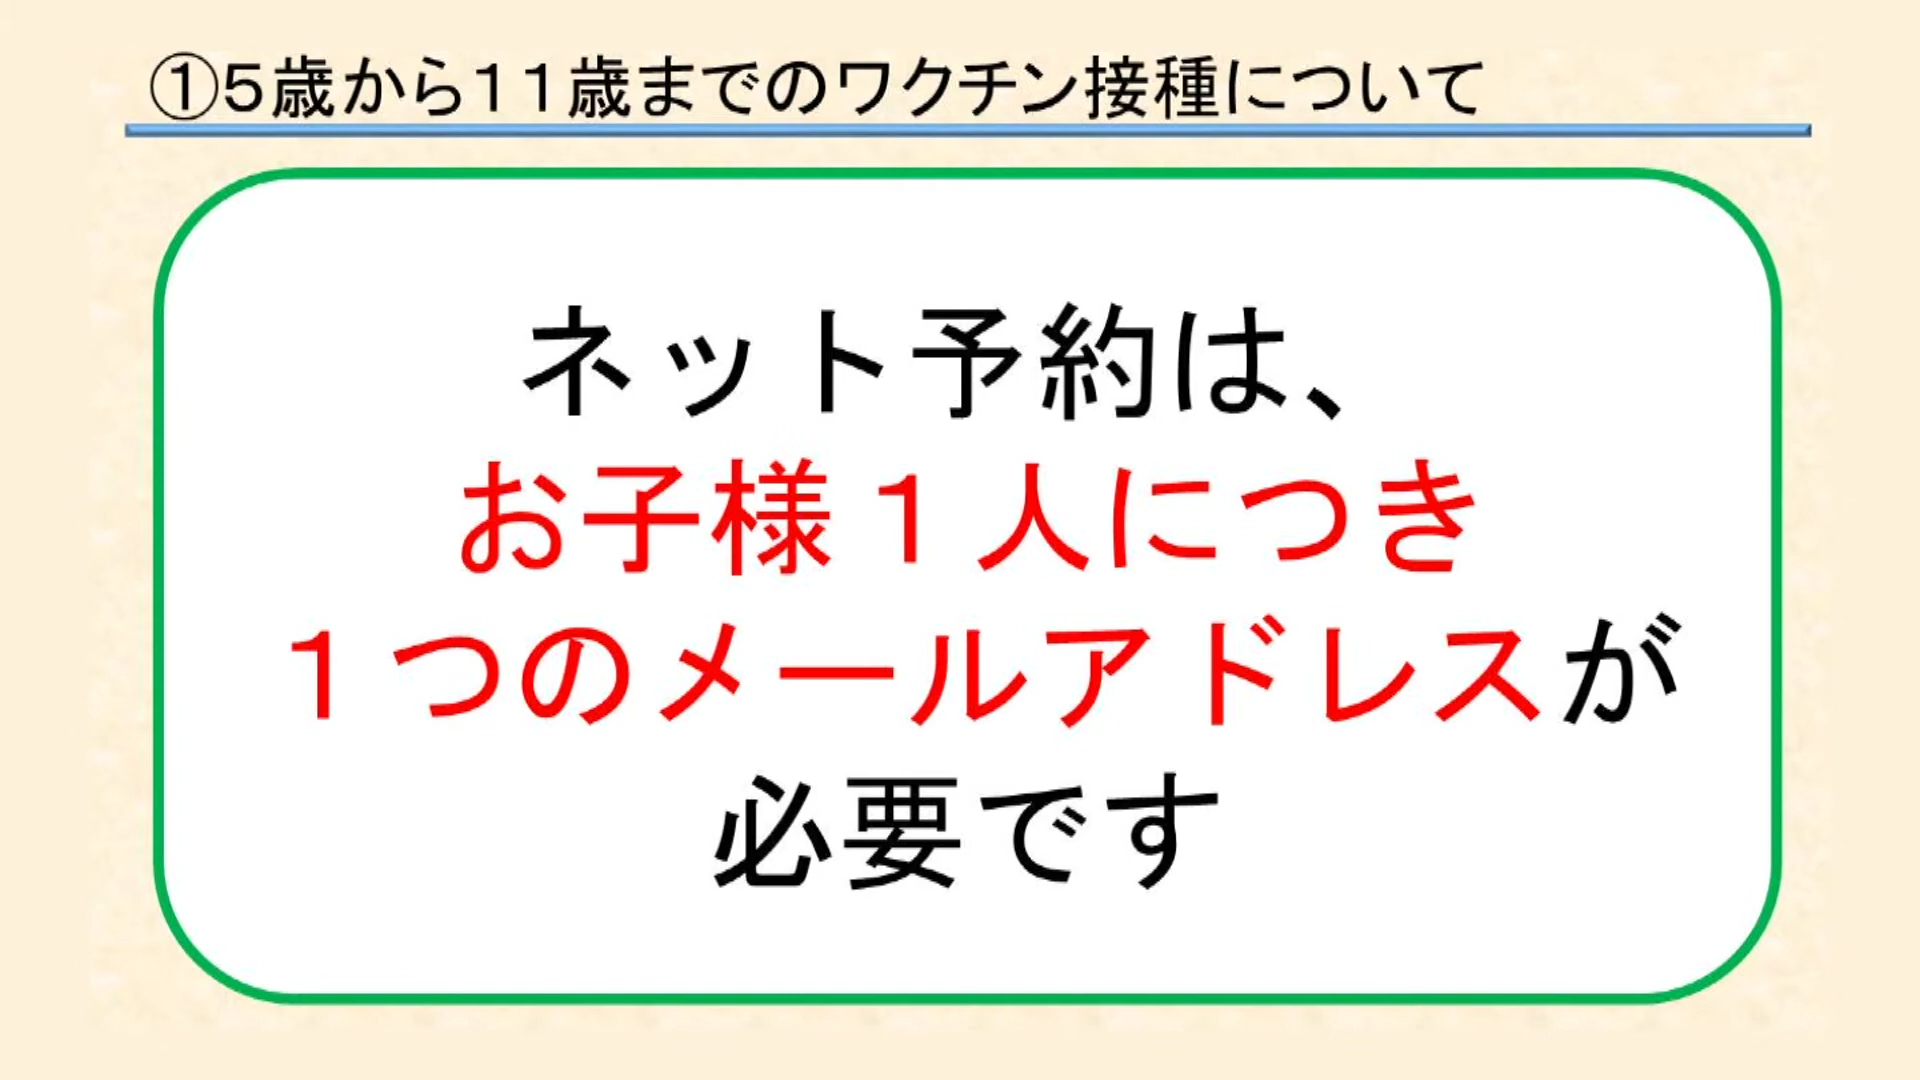 ①５歳から１１歳までのワクチン接種について
ネット予約は、
お子様１人につき
１つのメールアドレスが
必要です